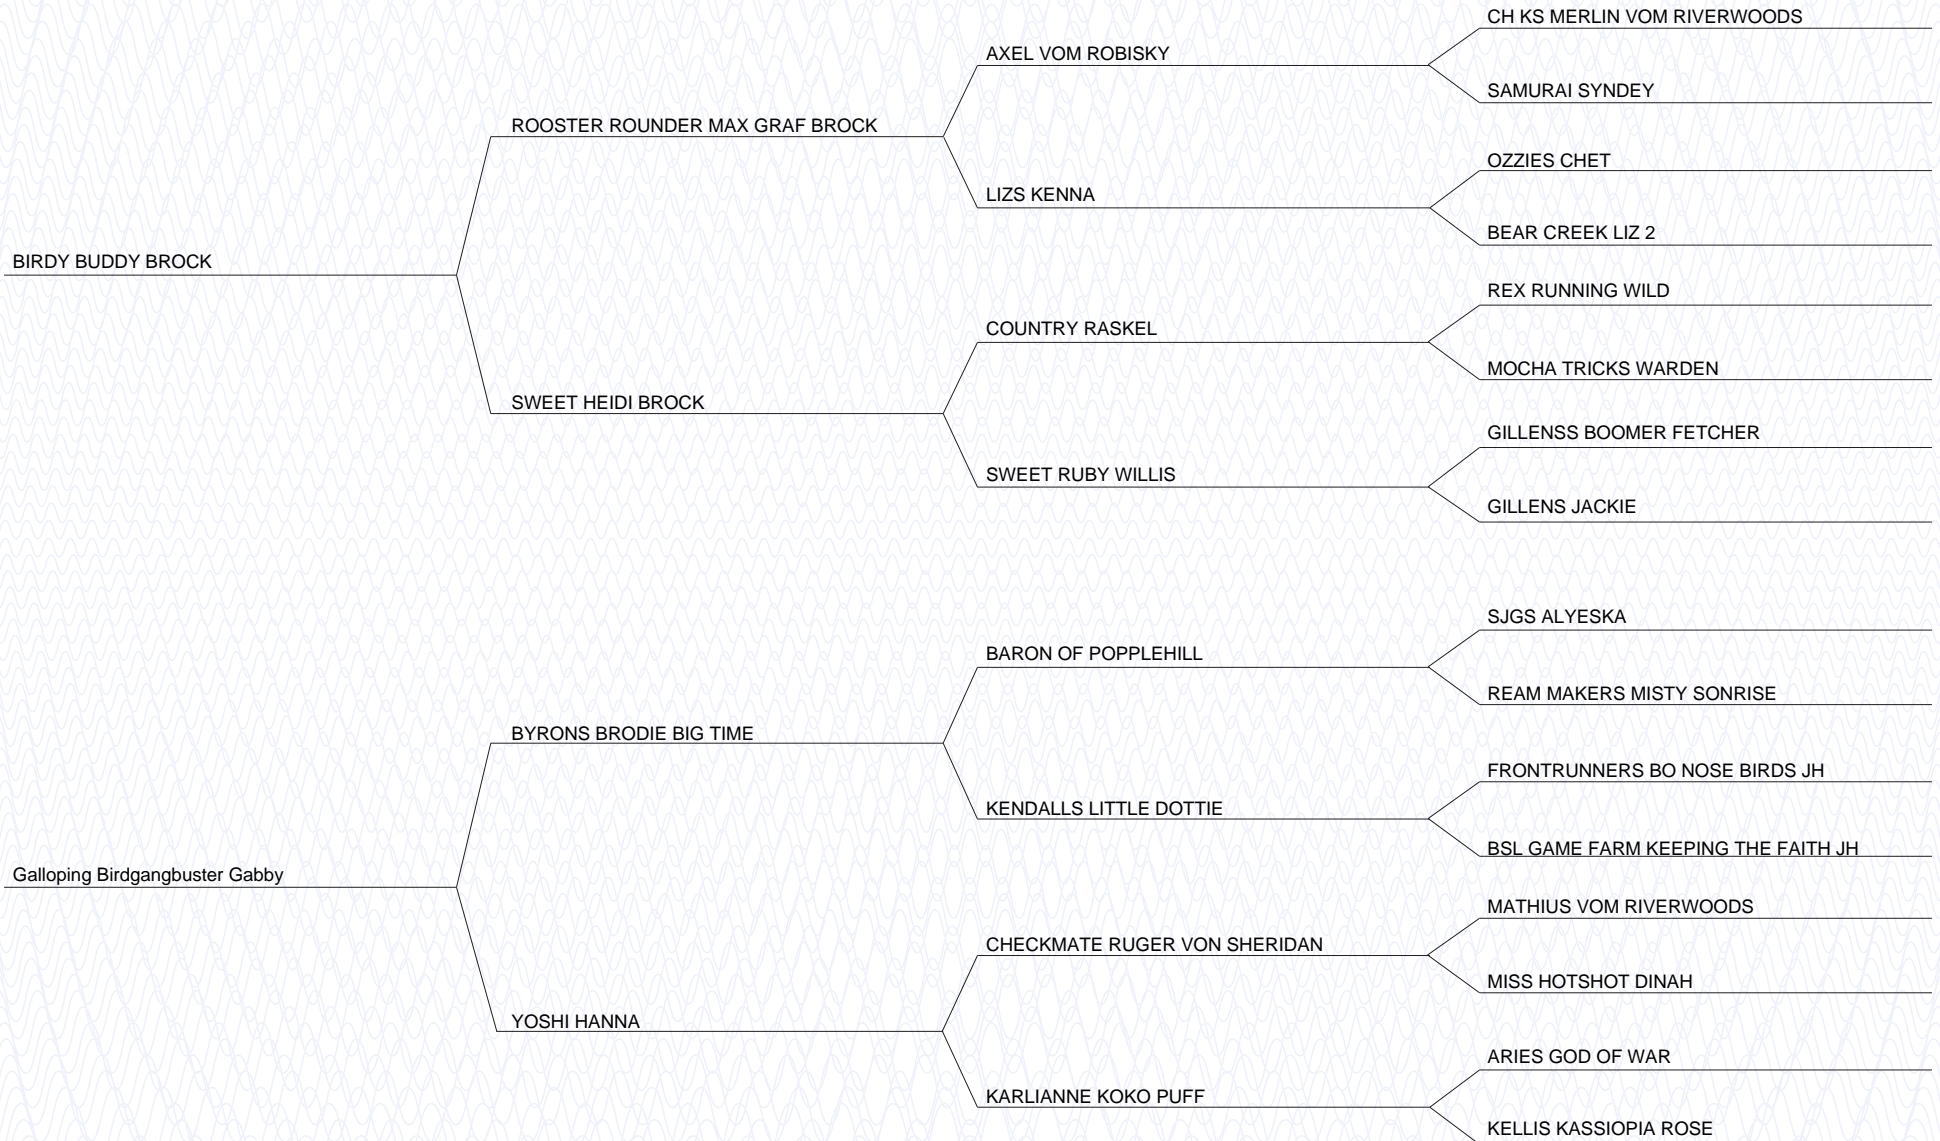 CH KS MERLIN VOM RIVERWOODS
AXEL VOM ROBISKY
SAMURAI SYNDEY
ROOSTER ROUNDER MAX GRAF BROCK
OZZIES CHET
LIZS KENNA
BEAR CREEK LIZ 2
BIRDY BUDDY BROCK
REX RUNNING WILD
COUNTRY RASKEL
MOCHA TRICKS WARDEN
SWEET HEIDI BROCK
GILLENSS BOOMER FETCHER
SWEET RUBY WILLIS
GILLENS JACKIE
SJGS ALYESKA
BARON OF POPPLEHILL
REAM MAKERS MISTY SONRISE
BYRONS BRODIE BIG TIME
FRONTRUNNERS BO NOSE BIRDS JH
KENDALLS LITTLE DOTTIE
BSL GAME FARM KEEPING THE FAITH JH
Galloping Birdgangbuster Gabby
MATHIUS VOM RIVERWOODS
CHECKMATE RUGER VON SHERIDAN
MISS HOTSHOT DINAH
YOSHI HANNA
ARIES GOD OF WAR
KARLIANNE KOKO PUFF
KELLIS KASSIOPIA ROSE